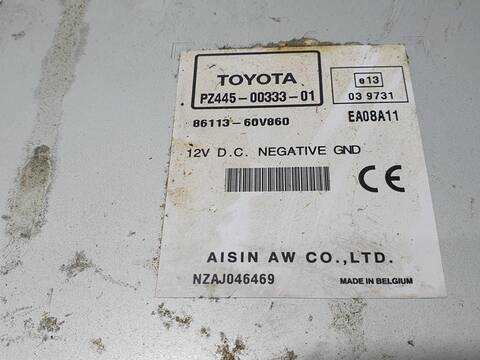 TOYOTA
PZ445-00333-01
e13
03 9731
86113-60V860
EA08A11
12V D.C. NEGATIVE GND
CE
AISIN AW CO.,LTD.
NZAJ046469
MADE IN BELGIUM